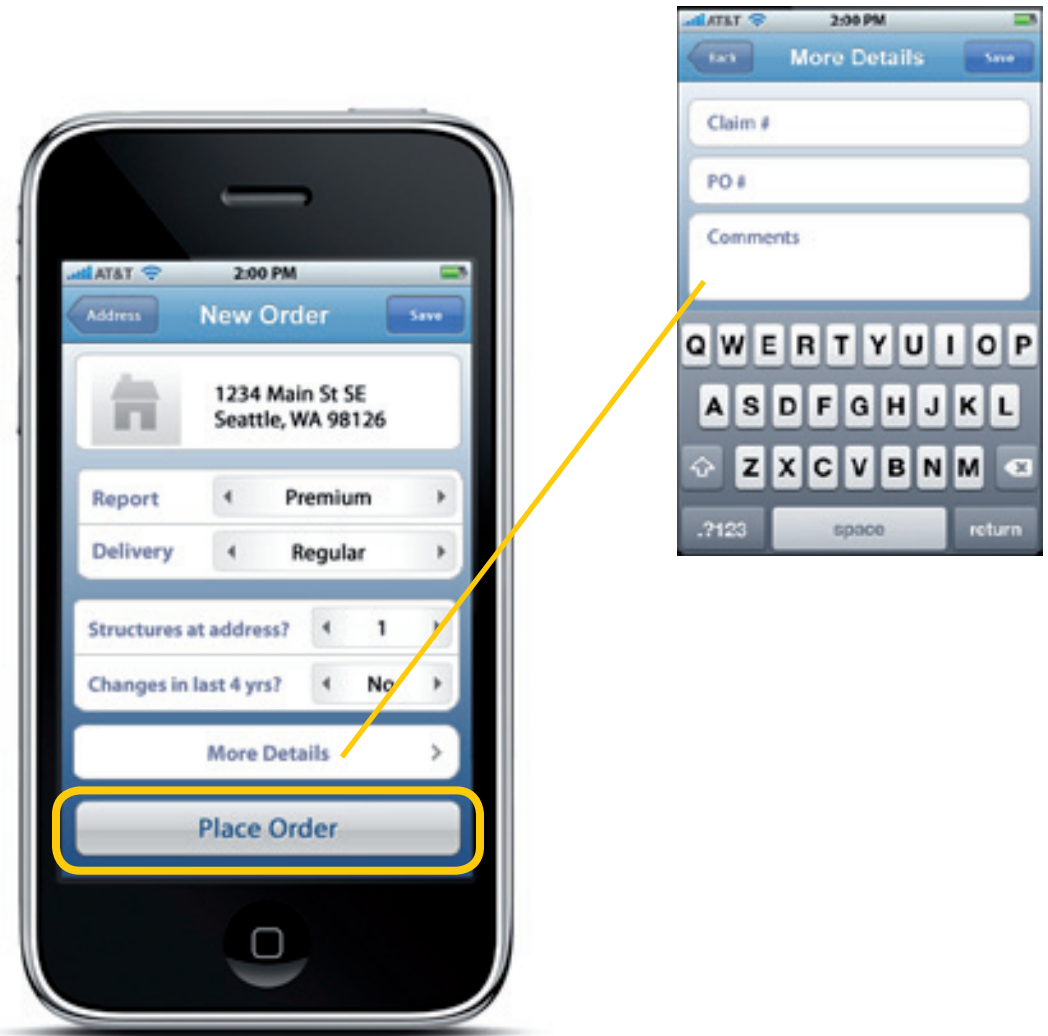 AT&T 2:00 PM
Address New Order Save
1234 Main St SE
Seattle, WA 98126
Report Premium
Delivery Regular
Structures at address? 1
Changes in last 4 yrs? No
More Details
Place Order
AT&T 2:00 PM
Back More Details Save
Claim #
PO #
Comments
Q W E R T Y U I O P
A S D F G H J K L
Z X C V B N M
.?123 space return